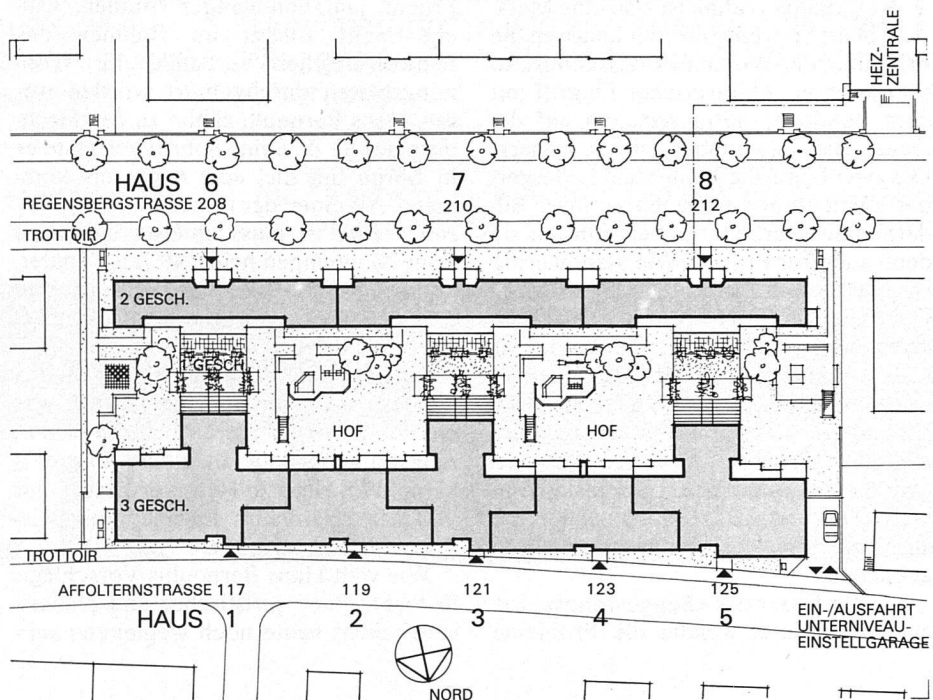 HEIZ-
ZENTRALE
HAUS 6 7 8
REGENSBERGSTRASSE 208 210 212
TROTTOIR
2 GESCH.
1 GESCH.
HOF HOF
3 GESCH.
TROTTOIR
AFFOLTERNSTRASSE 117 119 121 123 125
HAUS 1 2 3 4 5
EIN-/AUSFAHRT
UNTERNIVEAU-
EINSTELLGARAGE
NORD